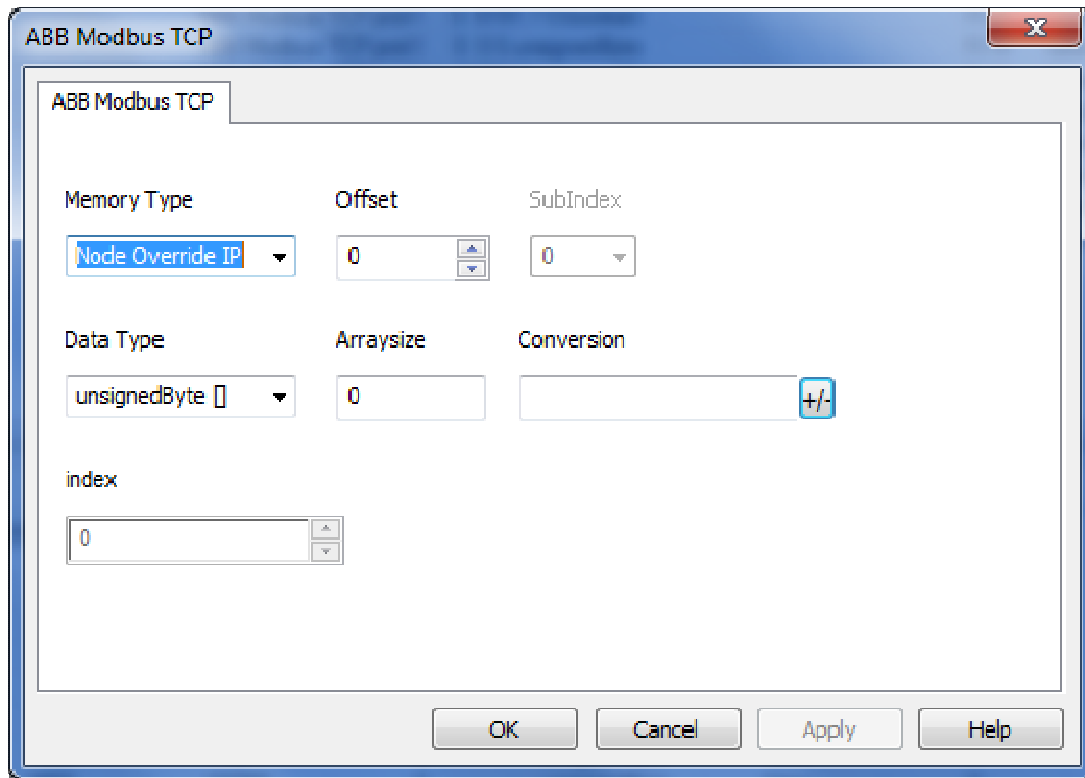 ABB Modbus TCP
x
ABB Modbus TCP
Memory Type Offset SubIndex
Node Override IP 0 0
Data Type Arraysize Conversion
unsignedByte [] 0 +/-
index
0
OK Cancel Apply Help